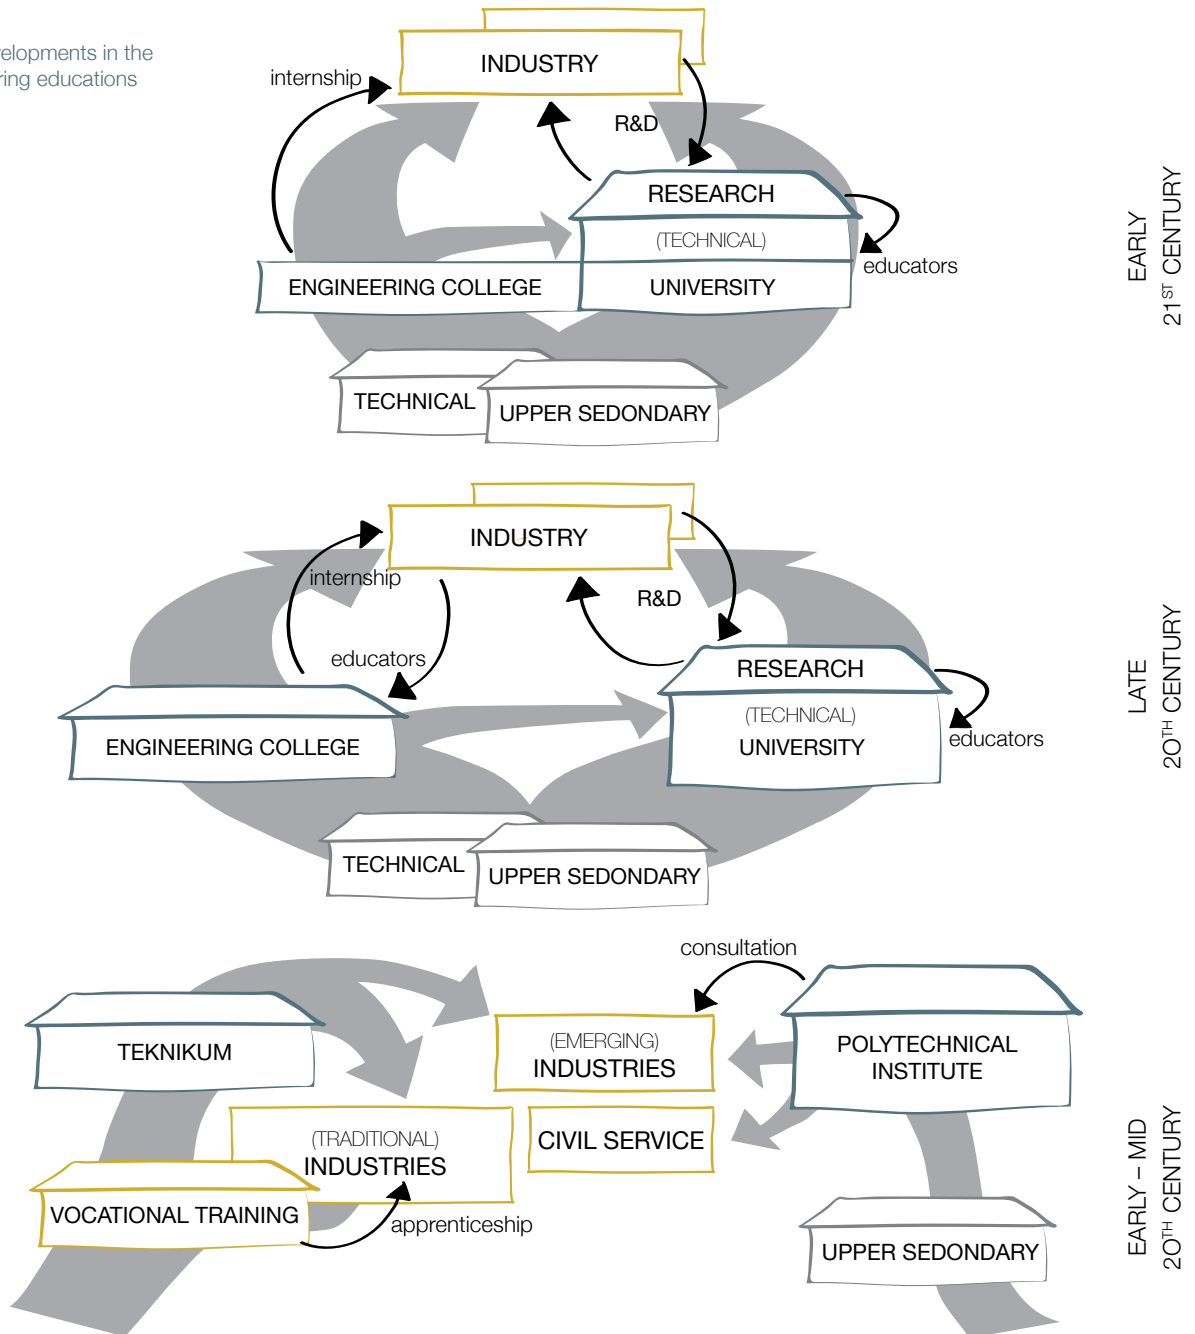 velopments in the
ring educations
INDUSTRY
internship
R&D
RESEARCH
(TECHNICAL)
educators
ENGINEERING COLLEGE
UNIVERSITY
TECHNICAL
UPPER SEDONDARY
EARLY
21ST CENTURY
INDUSTRY
internship
R&D
educators
RESEARCH
(TECHNICAL)
UNIVERSITY
educators
ENGINEERING COLLEGE
TECHNICAL
UPPER SEDONDARY
LATE
20TH CENTURY
consultation
TEKNIKUM
(EMERGING)
INDUSTRIES
POLYTECHNICAL
INSTITUTE
(TRADITIONAL)
INDUSTRIES
CIVIL SERVICE
VOCATIONAL TRAINING
apprenticeship
UPPER SEDONDARY
EARLY – MID
20TH CENTURY